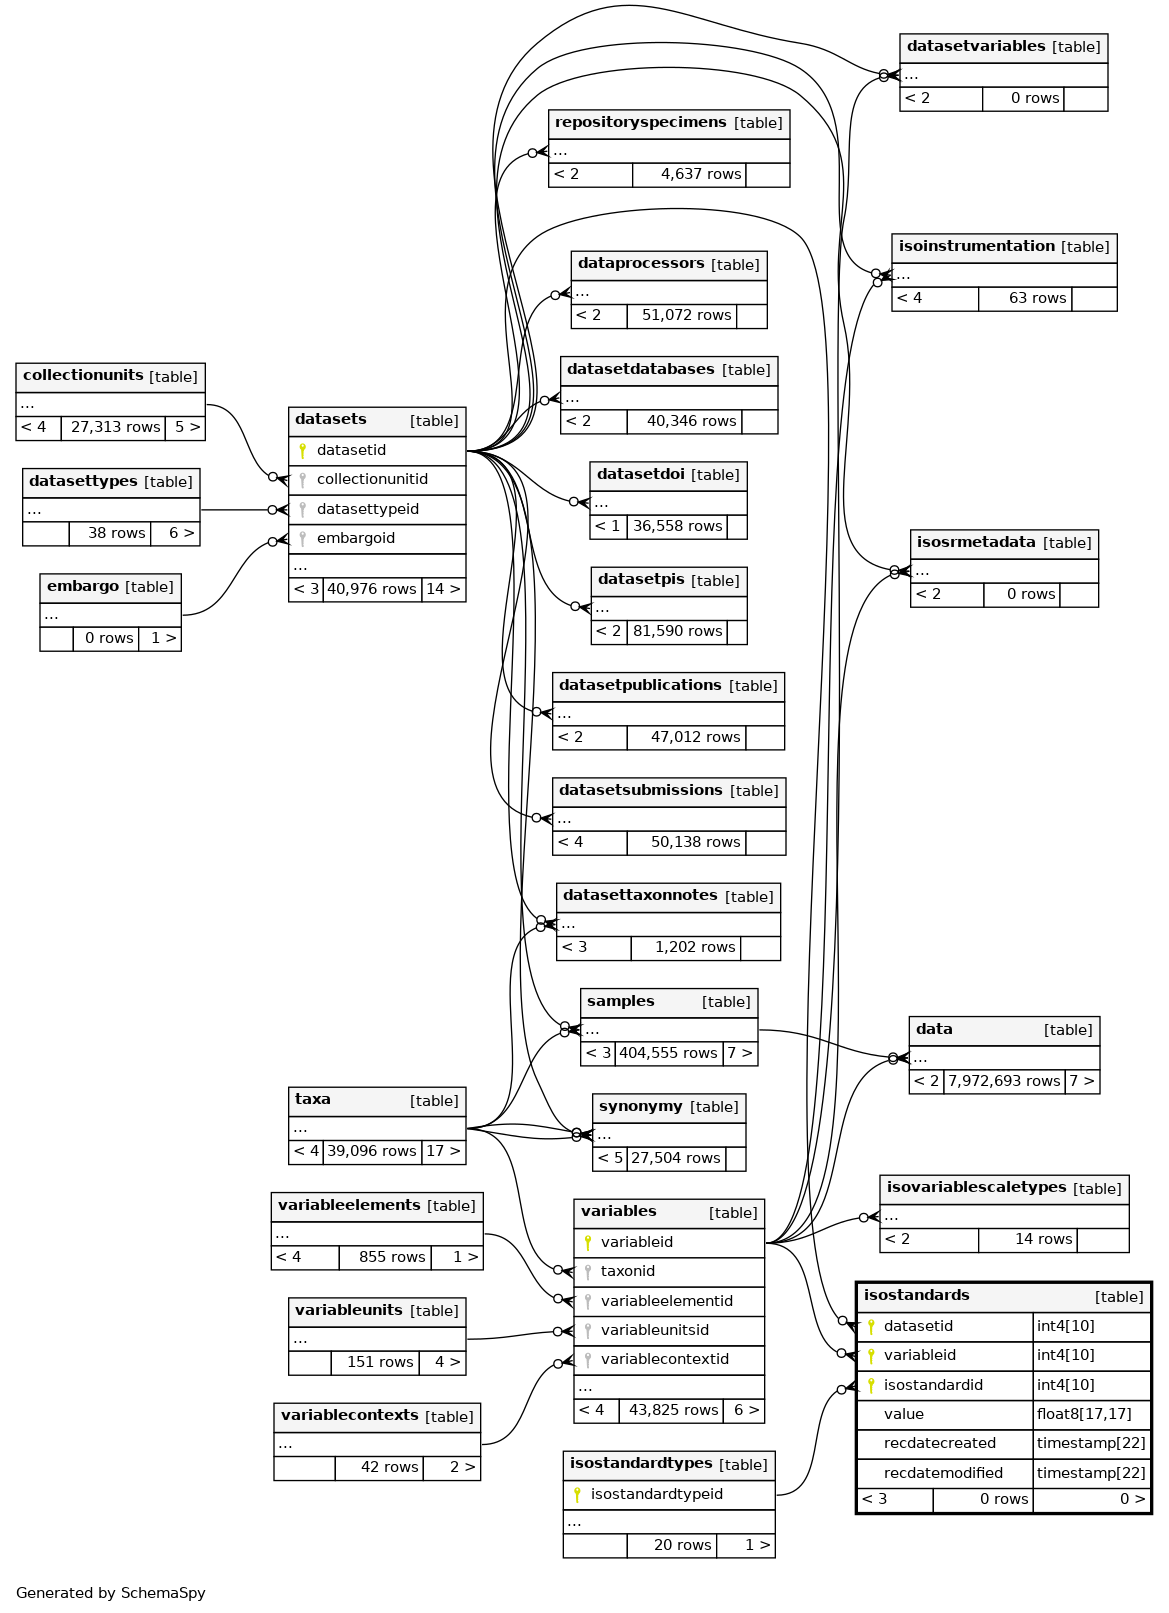 datasetvariables [table]
...
< 2 0 rows
repositoryspecimens [table]
...
< 2 4,637 rows
isoinstrumentation [table]
...
< 4 63 rows
dataprocessors [table]
...
< 2 51,072 rows
datasetdatabases [table]
...
< 2 40,346 rows
collectionunits [table]
...
< 4 27,313 rows 5 >
datasets [table]
datasetid
collectionunitid
datasettypeid
embargoid
...
< 3 40,976 rows 14 >
datasettypes [table]
...
38 rows 6 >
embargo [table]
...
0 rows 1 >
datasetdoi [table]
...
< 1 36,558 rows
isosrmetadata [table]
...
< 2 0 rows
datasetpis [table]
...
< 2 81,590 rows
datasetpublications [table]
...
< 2 47,012 rows
datasetsubmissions [table]
...
< 4 50,138 rows
datasettaxonnotes [table]
...
< 3 1,202 rows
samples [table]
...
< 3 404,555 rows 7 >
data [table]
...
< 2 7,972,693 rows 7 >
taxa [table]
...
< 4 39,096 rows 17 >
synonymy [table]
...
< 5 27,504 rows
variableelements [table]
...
< 4 855 rows 1 >
variableunits [table]
...
151 rows 4 >
variablecontexts [table]
...
42 rows 2 >
variables [table]
variableid
taxonid
variableelementid
variableunitsid
variablecontextid
...
< 4 43,825 rows 6 >
isovariablescaletypes [table]
...
< 2 14 rows
isostandards [table]
datasetid int4[10]
variableid int4[10]
isostandardid int4[10]
value float8[17,17]
recdatecreated timestamp[22]
recdatemodified timestamp[22]
< 3 0 rows 0 >
isostandardtypes [table]
isostandardtypeid
...
20 rows 1 >
Generated by SchemaSpy